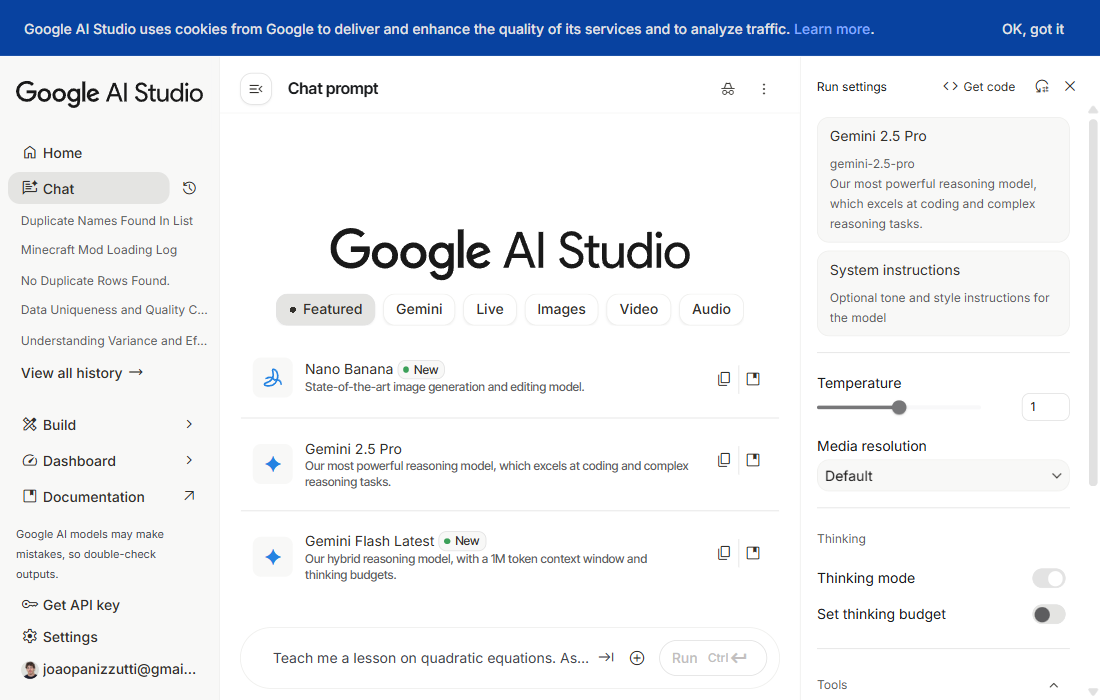 Google AI Studio uses cookies from Google to deliver and enhance the quality of its services and to analyze traffic. Learn more.
OK, got it
Google AI Studio
Home
Chat
Duplicate Names Found In List
Minecraft Mod Loading Log
No Duplicate Rows Found.
Data Uniqueness and Quality C...
Understanding Variance and Ef...
View all history
Build
Dashboard
Documentation
Google AI models may make
mistakes, so double-check
outputs.
Get API key
Settings
joaopanizzutti@gmai...
Chat prompt
Google AI Studio
Featured
Gemini
Live
Images
Video
Audio
Nano Banana New
State-of-the-art image generation and editing model.
Gemini 2.5 Pro
Our most powerful reasoning model, which excels at coding and complex
reasoning tasks.
Gemini Flash Latest New
Our hybrid reasoning model, with a 1M token context window and
thinking budgets.
Teach me a lesson on quadratic equations. As...
Run Ctrl
Run settings
Get code
Gemini 2.5 Pro
gemini-2.5-pro
Our most powerful reasoning model,
which excels at coding and complex
reasoning tasks.
System instructions
Optional tone and style instructions for
the model
Temperature
1
Media resolution
Default
Thinking
Thinking mode
Set thinking budget
Tools